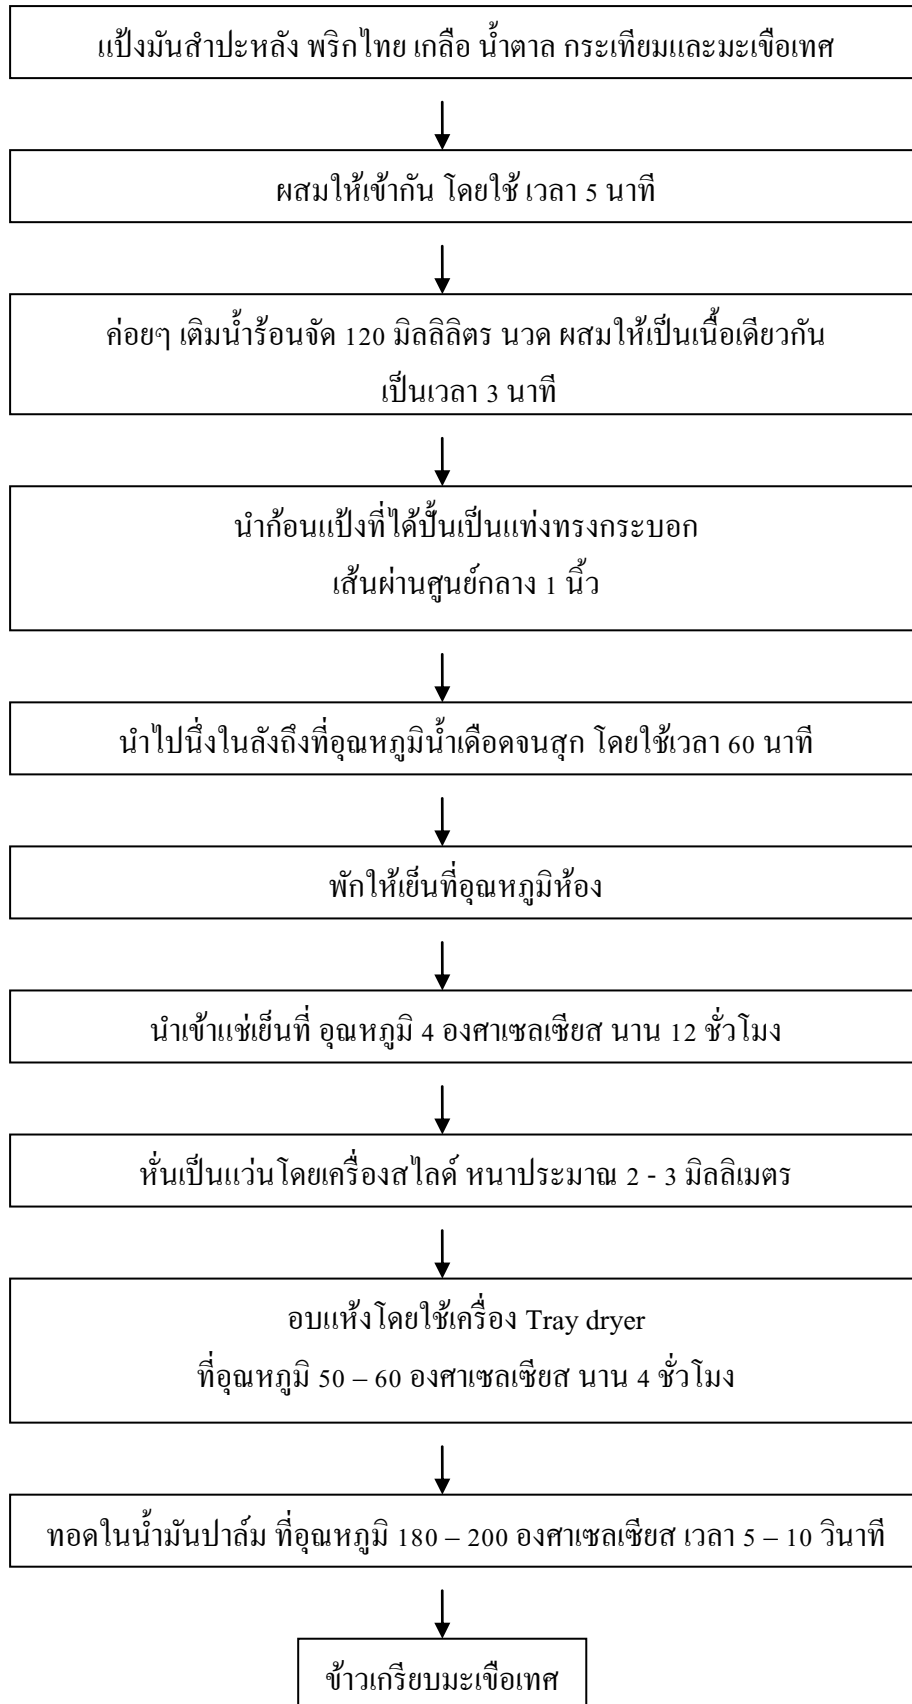 แป้งมันสำปะหลัง พริกไทย เกลือ น้ำตาล กระเทียมและมะเขือเทศ
ผสมให้เข้ากัน โดยใช้ เวลา 5 นาที
ค่อยๆ เติมน้ำร้อนจัด 120 มิลลิลิตร นวด ผสมให้เป็นเนื้อเดียวกัน
เป็นเวลา 3 นาที
นำก้อนแป้งที่ได้ปั้นเป็นแท่งทรงกระบอก
เส้นผ่านศูนย์กลาง 1 นิ้ว
นำไปนึ่งในลังถึงที่อุณหภูมิน้ำเดือดจนสุก โดยใช้เวลา 60 นาที
พักให้เย็นที่อุณหภูมิห้อง
นำเข้าแช่เย็นที่ อุณหภูมิ 4 องศาเซลเซียส นาน 12 ชั่วโมง
หั่นเป็นแว่นโดยเครื่องสไลด์ หนาประมาณ 2 - 3 มิลลิเมตร
อบแห้งโดยใช้เครื่อง Tray dryer
ที่อุณหภูมิ 50 – 60 องศาเซลเซียส นาน 4 ชั่วโมง
ทอดในน้ำมันปาล์ม ที่อุณหภูมิ 180 – 200 องศาเซลเซียส เวลา 5 – 10 วินาที
ข้าวเกรียบมะเขือเทศ